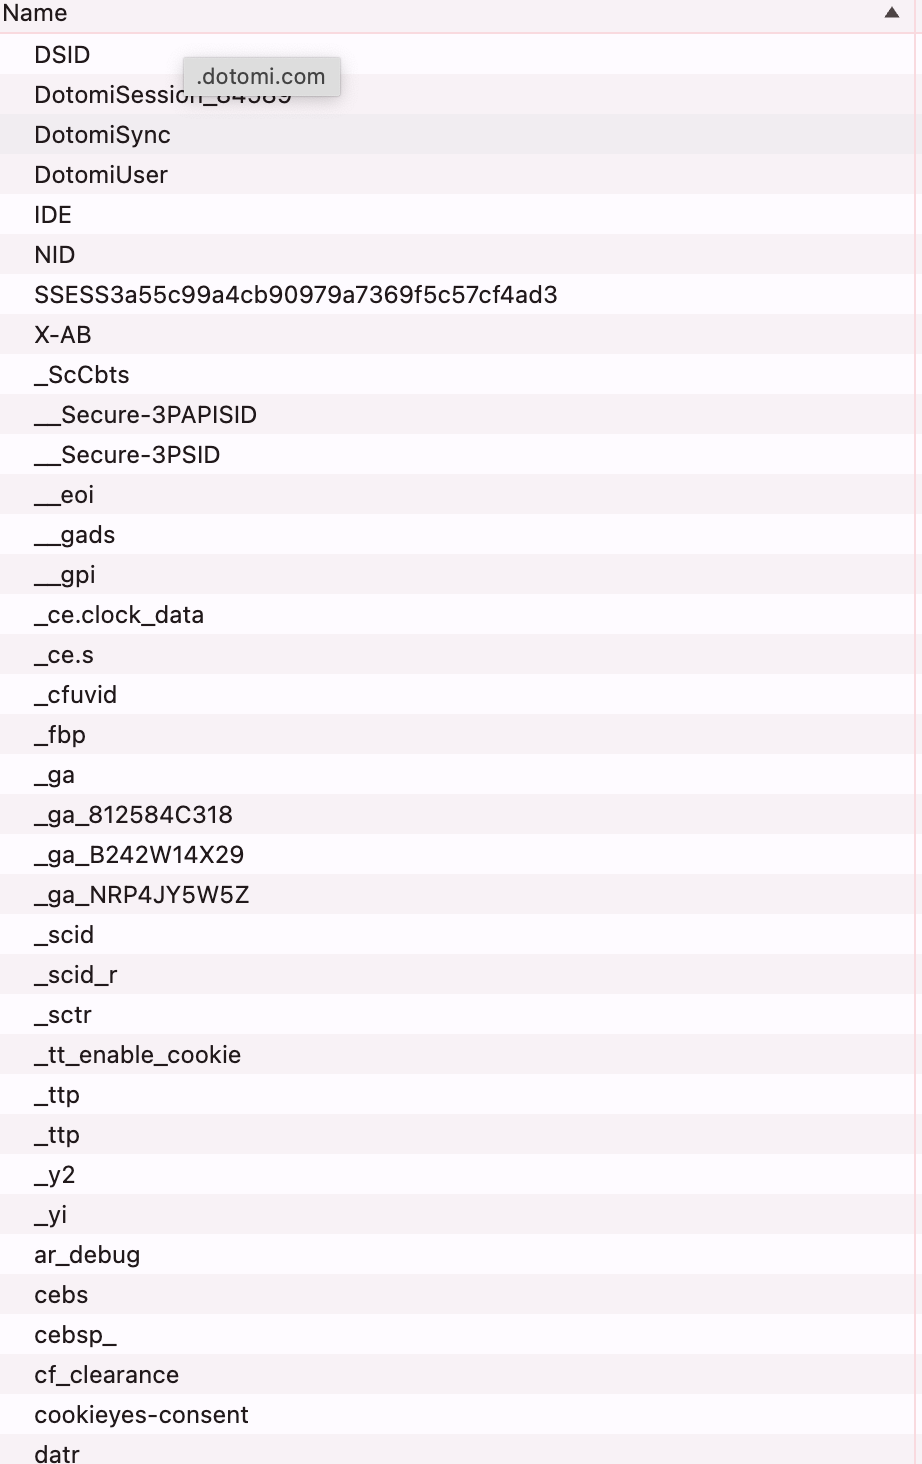 Name
DSID
.dotomi.com
DotomiSession_84589
DotomiSync
DotomiUser
IDE
NID
SSESS3a55c99a4cb90979a7369f5c57cf4ad3
X-AB
_ScCbts
__Secure-3PAPISID
__Secure-3PSID
__eoi
__gads
__gpi
_ce.clock_data
_ce.s
_cfuvid
_fbp
_ga
_ga_812584C318
_ga_B242W14X29
_ga_NRP4JY5W5Z
_scid
_scid_r
_sctr
_tt_enable_cookie
_ttp
_ttp
_y2
_yi
ar_debug
cebs
cebsp_
cf_clearance
cookieyes-consent
datr